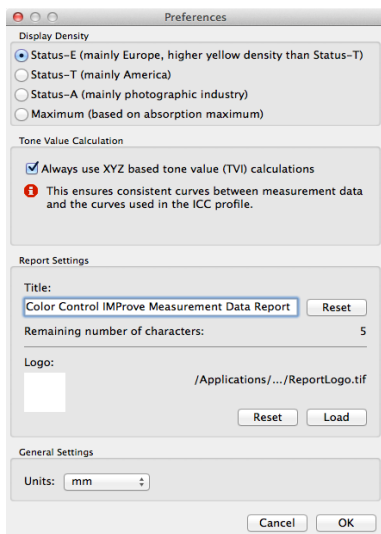 Preferences
Display Density
Status-E (mainly Europe, higher yellow density than Status-T)
Status-T (mainly America)
Status-A (mainly photographic industry)
Maximum (based on absorption maximum)
Tone Value Calculation
Always use XYZ based tone value (TVI) calculations
This ensures consistent curves between measurement data
and the curves used in the ICC profile.
Report Settings
Title:
Color Control IMProve Measurement Data Report Reset
Remaining number of characters: 5
Logo:
/Applications/.../ReportLogo.tif
Reset Load
General Settings
Units: mm
Cancel OK